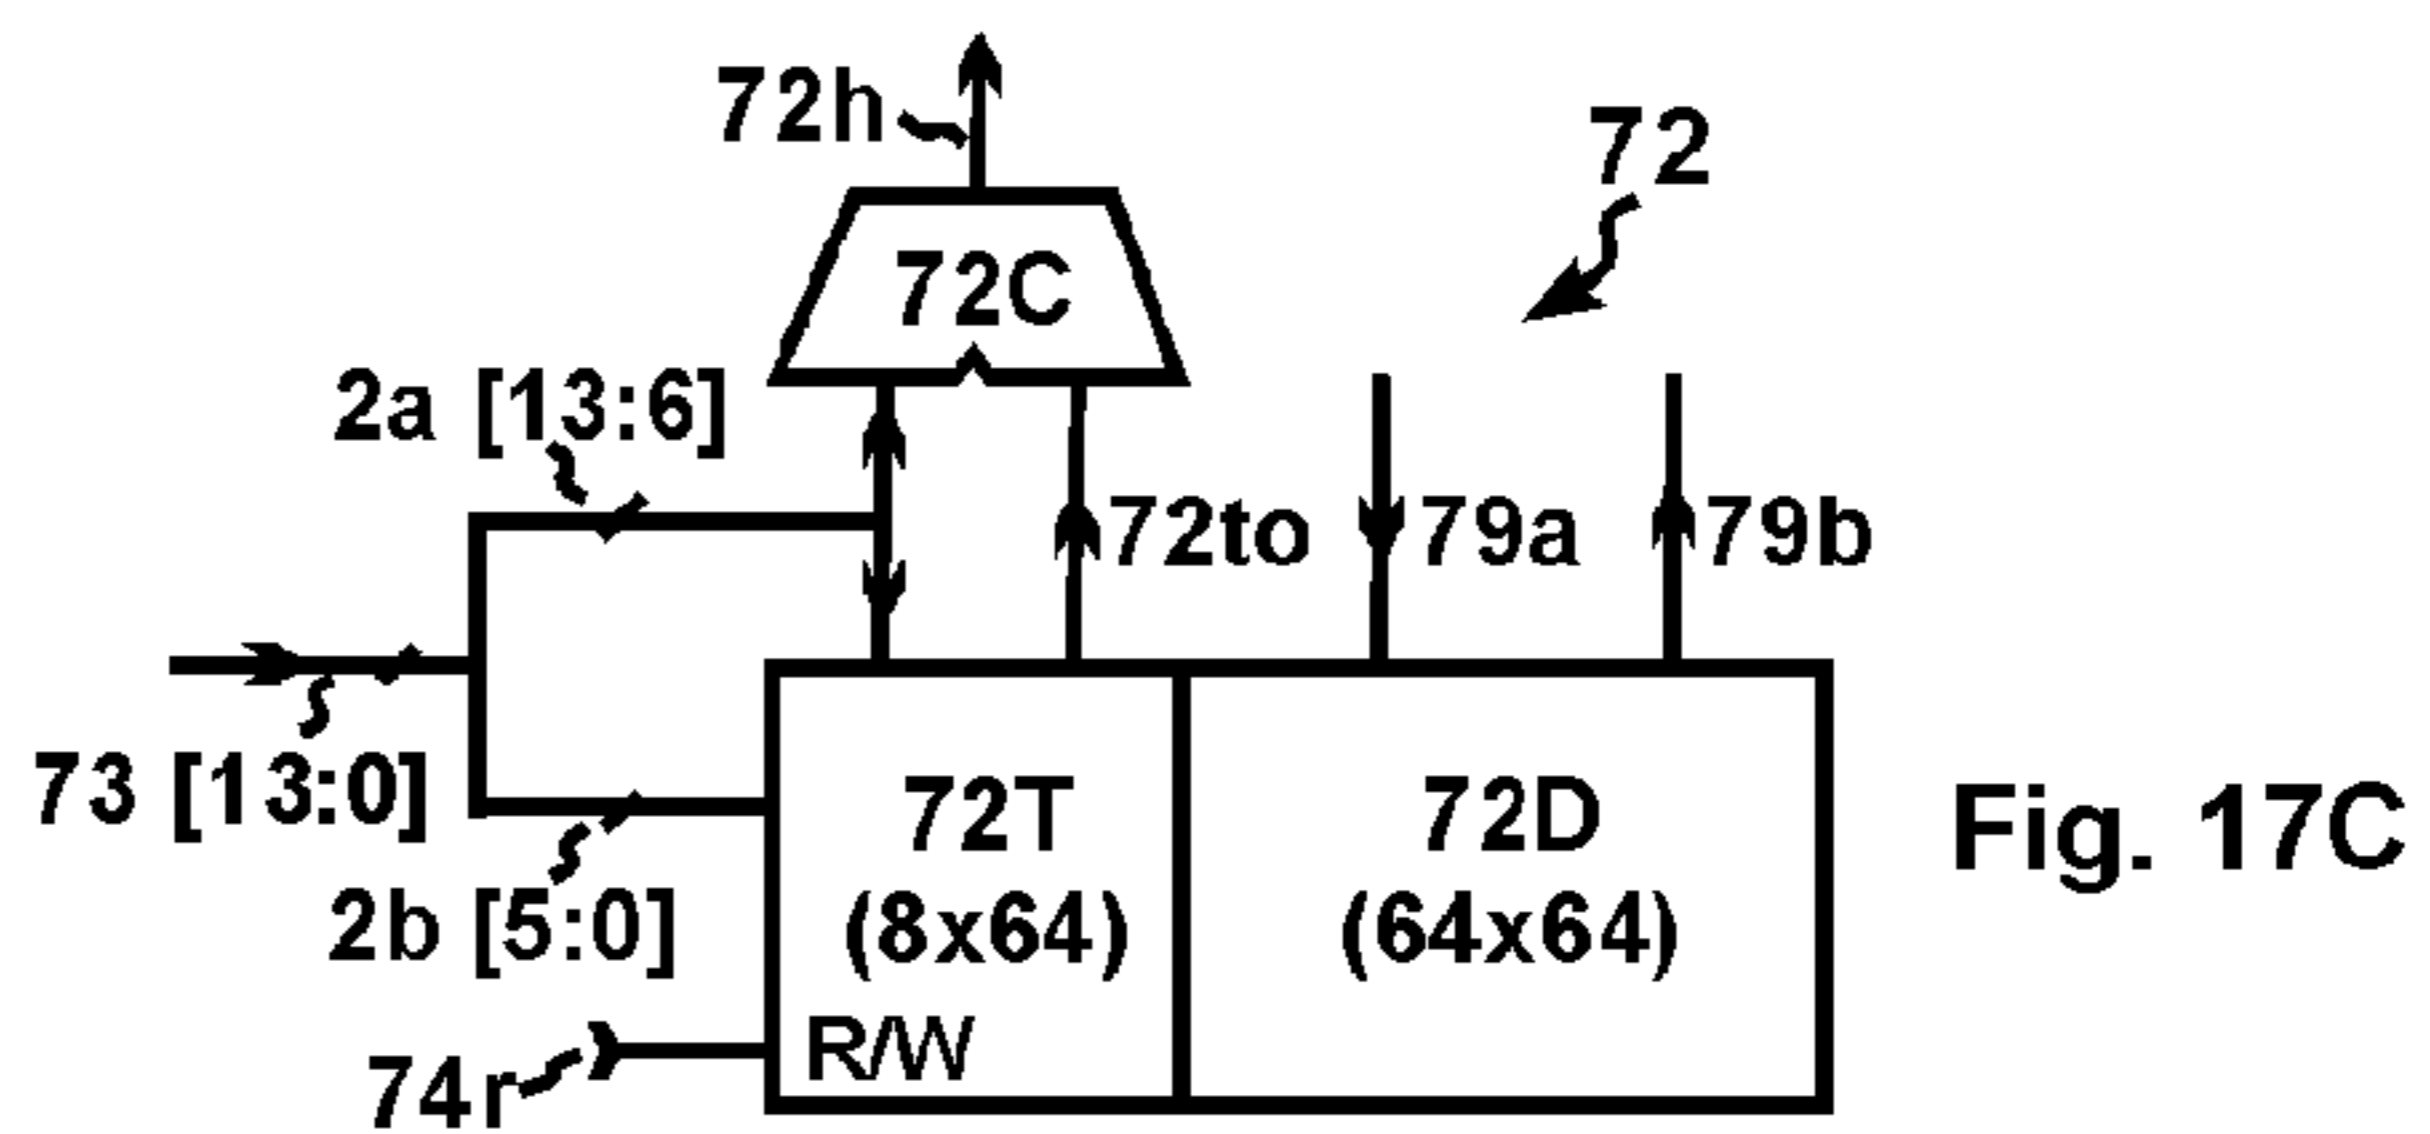 72h
72
72C
2a [13:6]
72to
79a
79b
73 [13:0]
72T
(8x64)
72D
(64x64)
2b [5:0]
R/W
74r
Fig. 17C